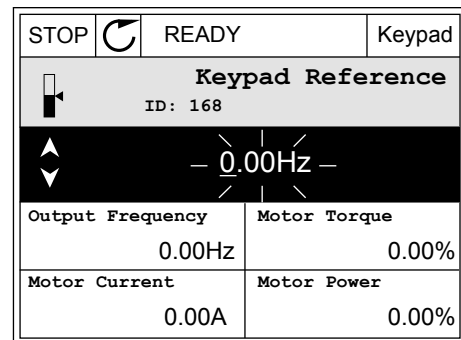 STOP READY Keypad
Keypad Reference
ID: 168
0.00Hz
Output Frequency Motor Torque
0.00Hz 0.00%
Motor Current Motor Power
0.00A 0.00%